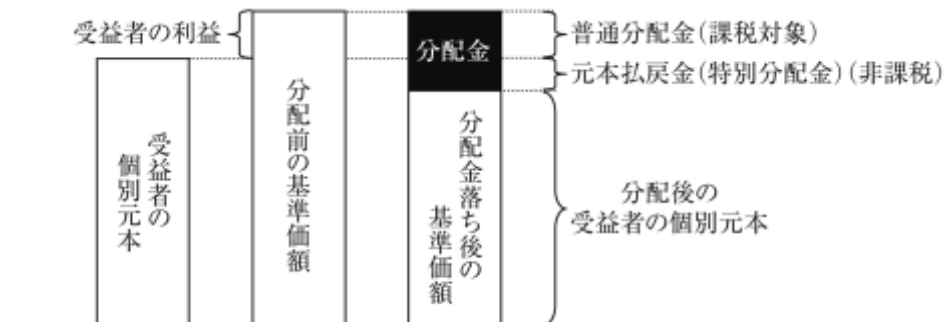 受益者の利益
分配金
普通分配金(課税対象)
元本払戻金(特別分配金)(非課税)
受益者の
個別元本
分配前の基準価額
分配金落ち後の
基準価額
分配後の
受益者の個別元本